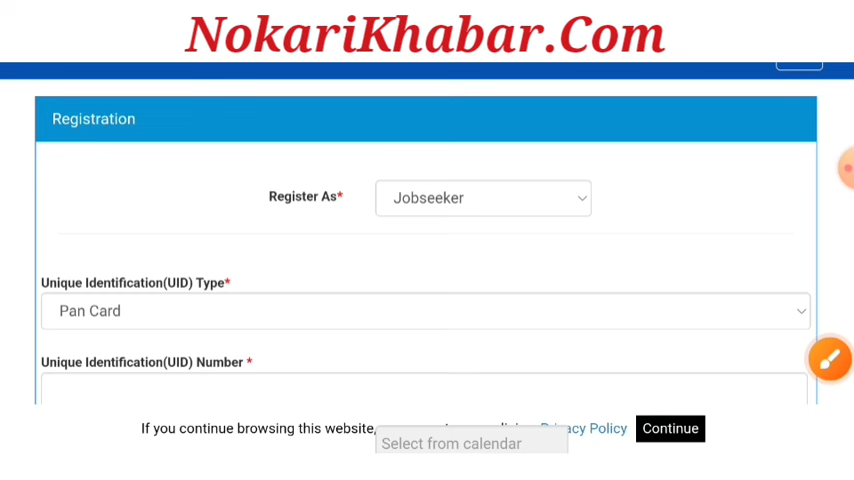 NokariKhabar.Com
Registration
Register As*
Jobseeker
Unique Identification(UID) Type*
Pan Card
Unique Identification(UID) Number *
If you continue browsing this website,
Privacy Policy
Continue
Select from calendar